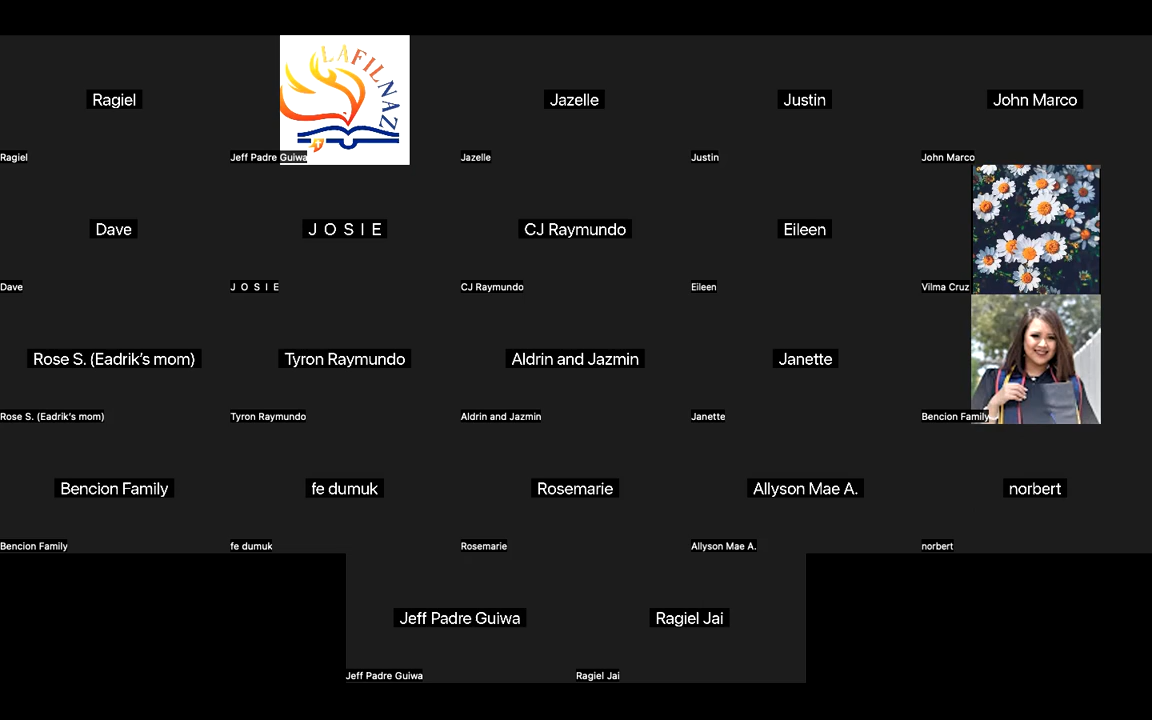 Ragiel
LAFILNAZ
Jazelle
Justin
John Marco
Ragiel
Jeff Padre Guiwa
Jazelle
Justin
John Marco
Dave
J O S I E
CJ Raymundo
Eileen
Dave
J O S I E
CJ Raymundo
Eileen
Vilma Cruz
Rose S. (Eadrik's mom)
Tyron Raymundo
Aldrin and Jazmin
Janette
Rose S. (Eadrik's mom)
Tyron Raymundo
Aldrin and Jazmin
Janette
Bencion Family
Bencion Family
fe dumuk
Rosemarie
Allyson Mae A.
norbert
Bencion Family
fe dumuk
Rosemarie
Allyson Mae A.
norbert
Jeff Padre Guiwa
Ragiel Jai
Jeff Padre Guiwa
Ragiel Jai